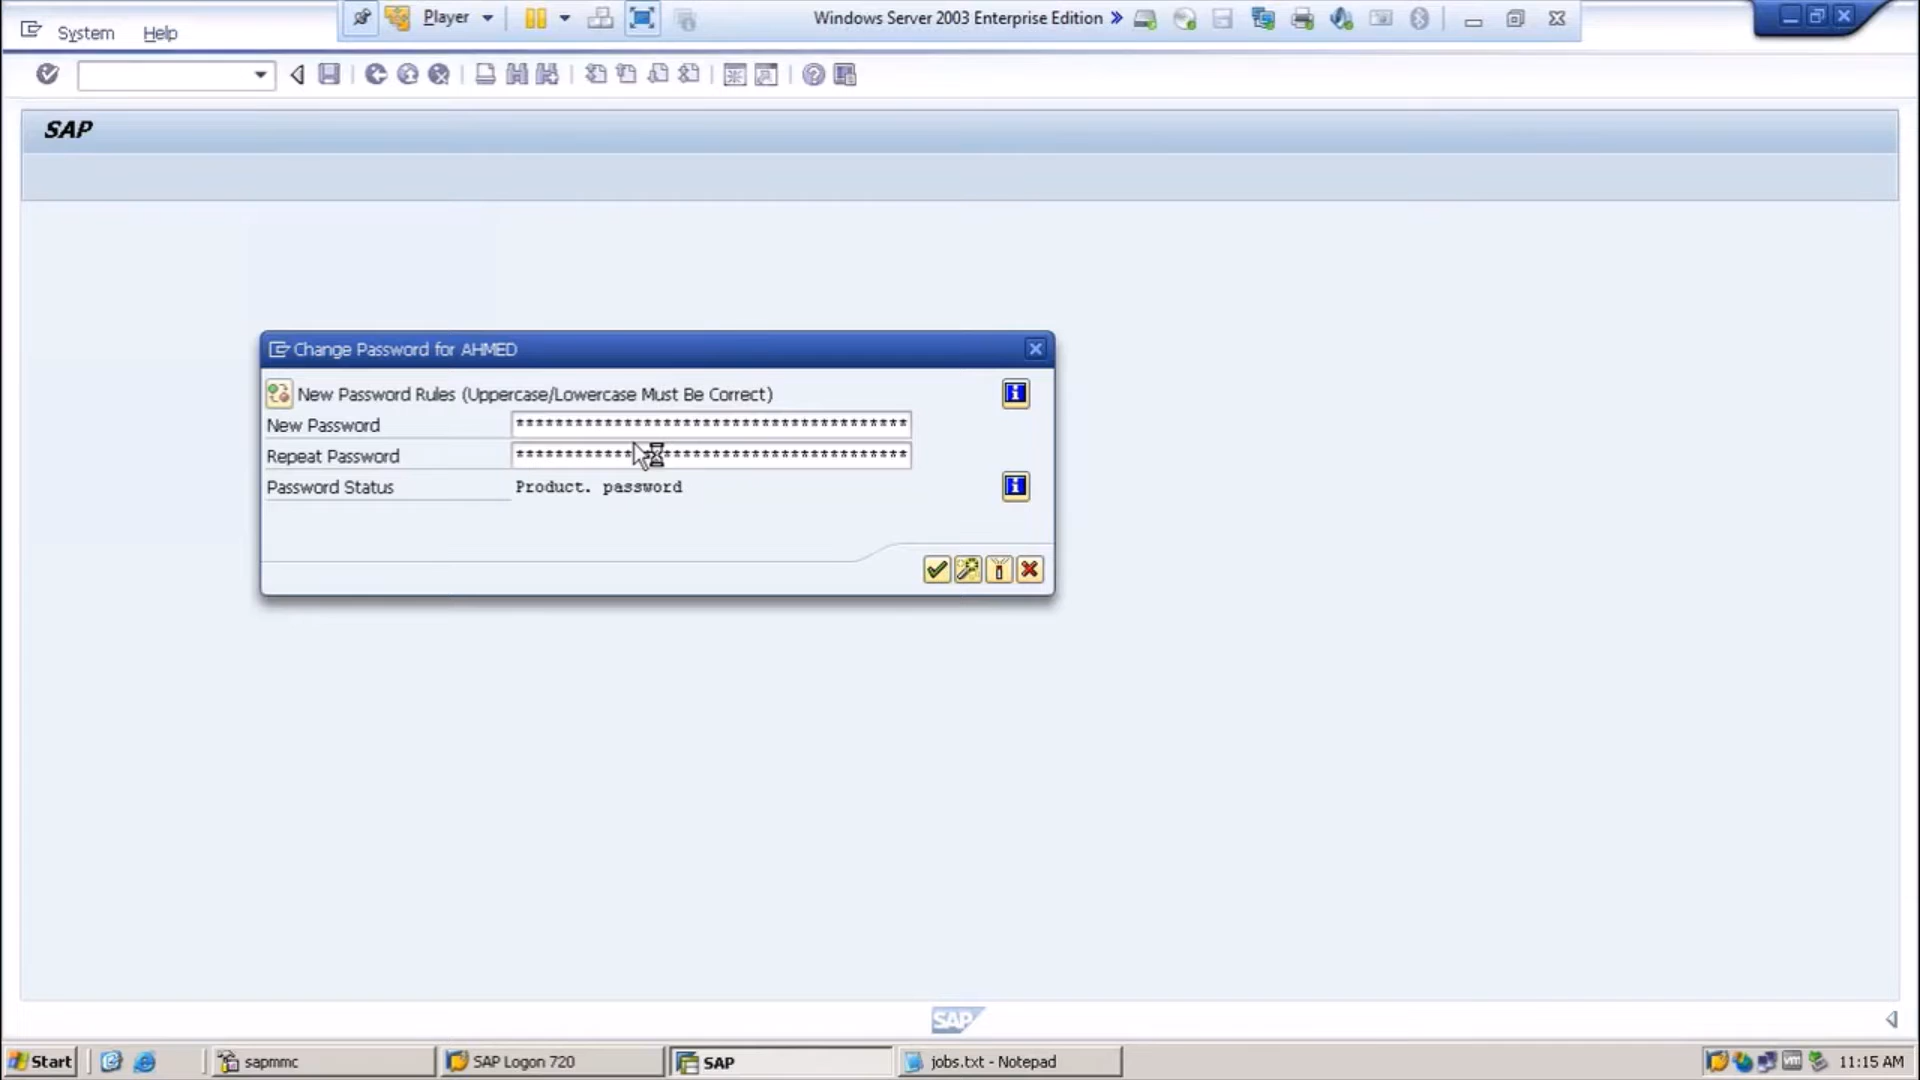 System Help
Player
Windows Server 2003 Enterprise Edition »
SAP
Change Password for AHMED
New Password Rules (Uppercase/Lowercase Must Be Correct)
New Password ****************************************
Repeat Password ****************************************
Password Status Product. password
SAP
Start sapmmc SAP Logon 720 SAP jobs.txt - Notepad vm 11:15 AM